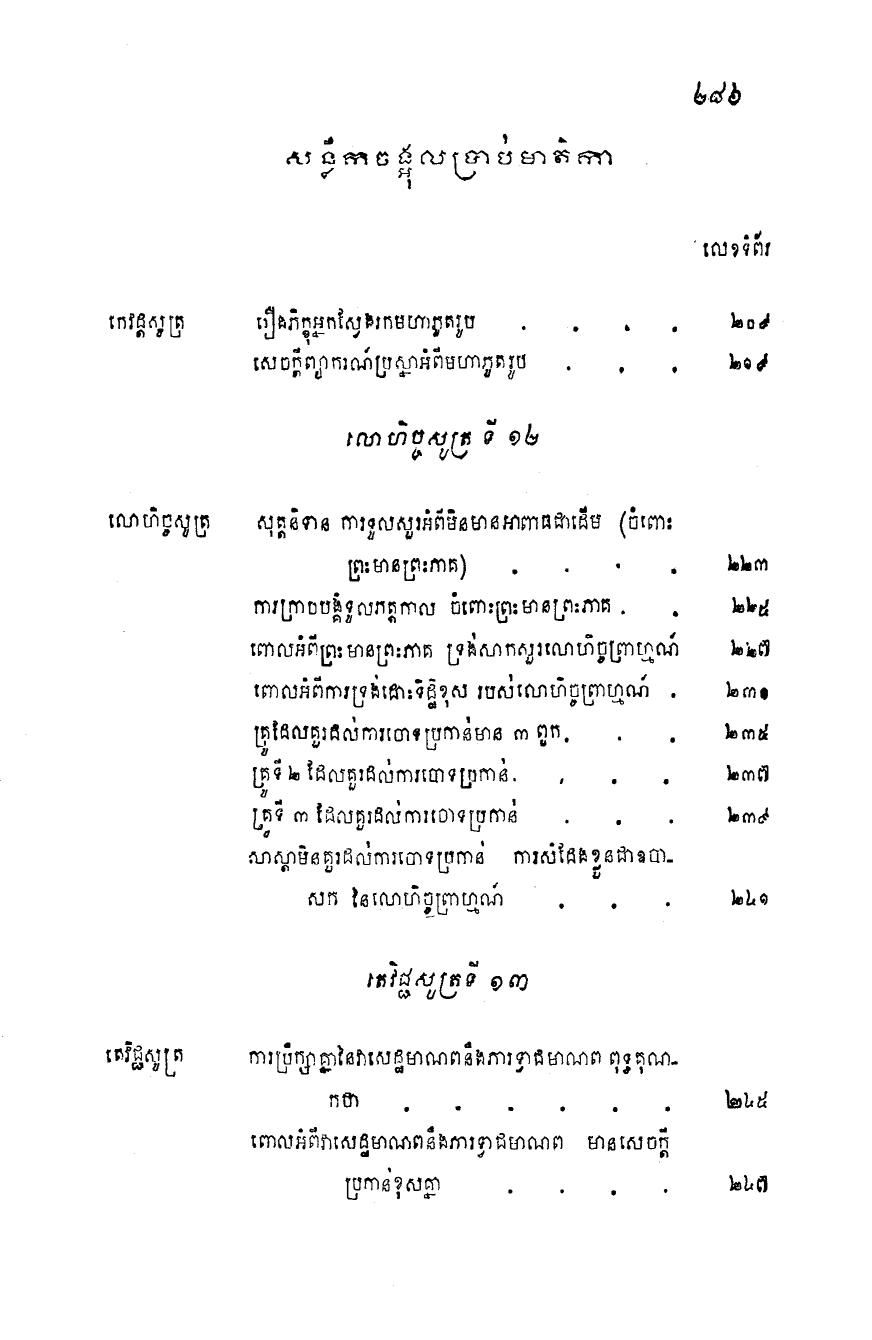 ២៨៦
សន្លឹកចង្អុលប្រាប់មាតិកា
លេខទំព័រ
កេវដ្ដសូត្រ រឿងភិក្ខុអ្នកស្វែងរកមហាភូតរូប . . . . ២០៩
សេចក្ដីព្យាករណ៍ប្រស្នាអំពីមហាភូតរូប . . . ២១៩
លោហិច្ចសូត្រ ទី ១២
លោហិច្ចសូត្រ សុត្តនិទាន ការទួលសួរអំពីមិនមានអាពាធជាដើម (ចំពោះ
ព្រះមានព្រះភាគ) . . . . ២២៣
ការក្រាបបង្គំទូលភត្តកាល ចំពោះព្រះមានព្រះភាគ . . ២២៥
ពោលអំពីព្រះមានព្រះភាគ ទ្រង់សាកសួរលោហិច្ចព្រាហ្មណ៍ ២២៧
ពោលអំពីការទ្រង់ដោះទិដ្ឋិខុស របស់លោហិច្ចព្រាហ្មណ៍ . ២៣១
គ្រូដែលគួរដល់ការចោទប្រកាន់មាន ៣ ពួក . . . ២៣៥
គ្រូទី ២ ដែលគួរដល់ការចោទប្រកាន់ . . . . ២៣៧
គ្រូទី ៣ ដែលគួរដល់ការចោទប្រកាន់ . . . ២៣៩
សាស្ដាមិនគួរដល់ការចោទប្រកាន់ ការសំដែងខ្លួនជាឧបា-
សក នៃលោហិច្ចព្រាហ្មណ៍ . . . ២៤១
តេវិជ្ជសូត្រទី ១៣
តេវិជ្ជសូត្រ ការប្រឹក្សាគ្នានៃវាសេដ្ឋមាណពនឹងភារទ្វាជមាណព ពុទ្ធគុណ-
កថា . . . . . . ២៤៥
ពោលអំពីវាសេដ្ឋមាណពនឹងភារទ្វាជមាណព មានសេចក្ដី
ប្រកាន់ខុសគ្នា . . . . ២៤៧